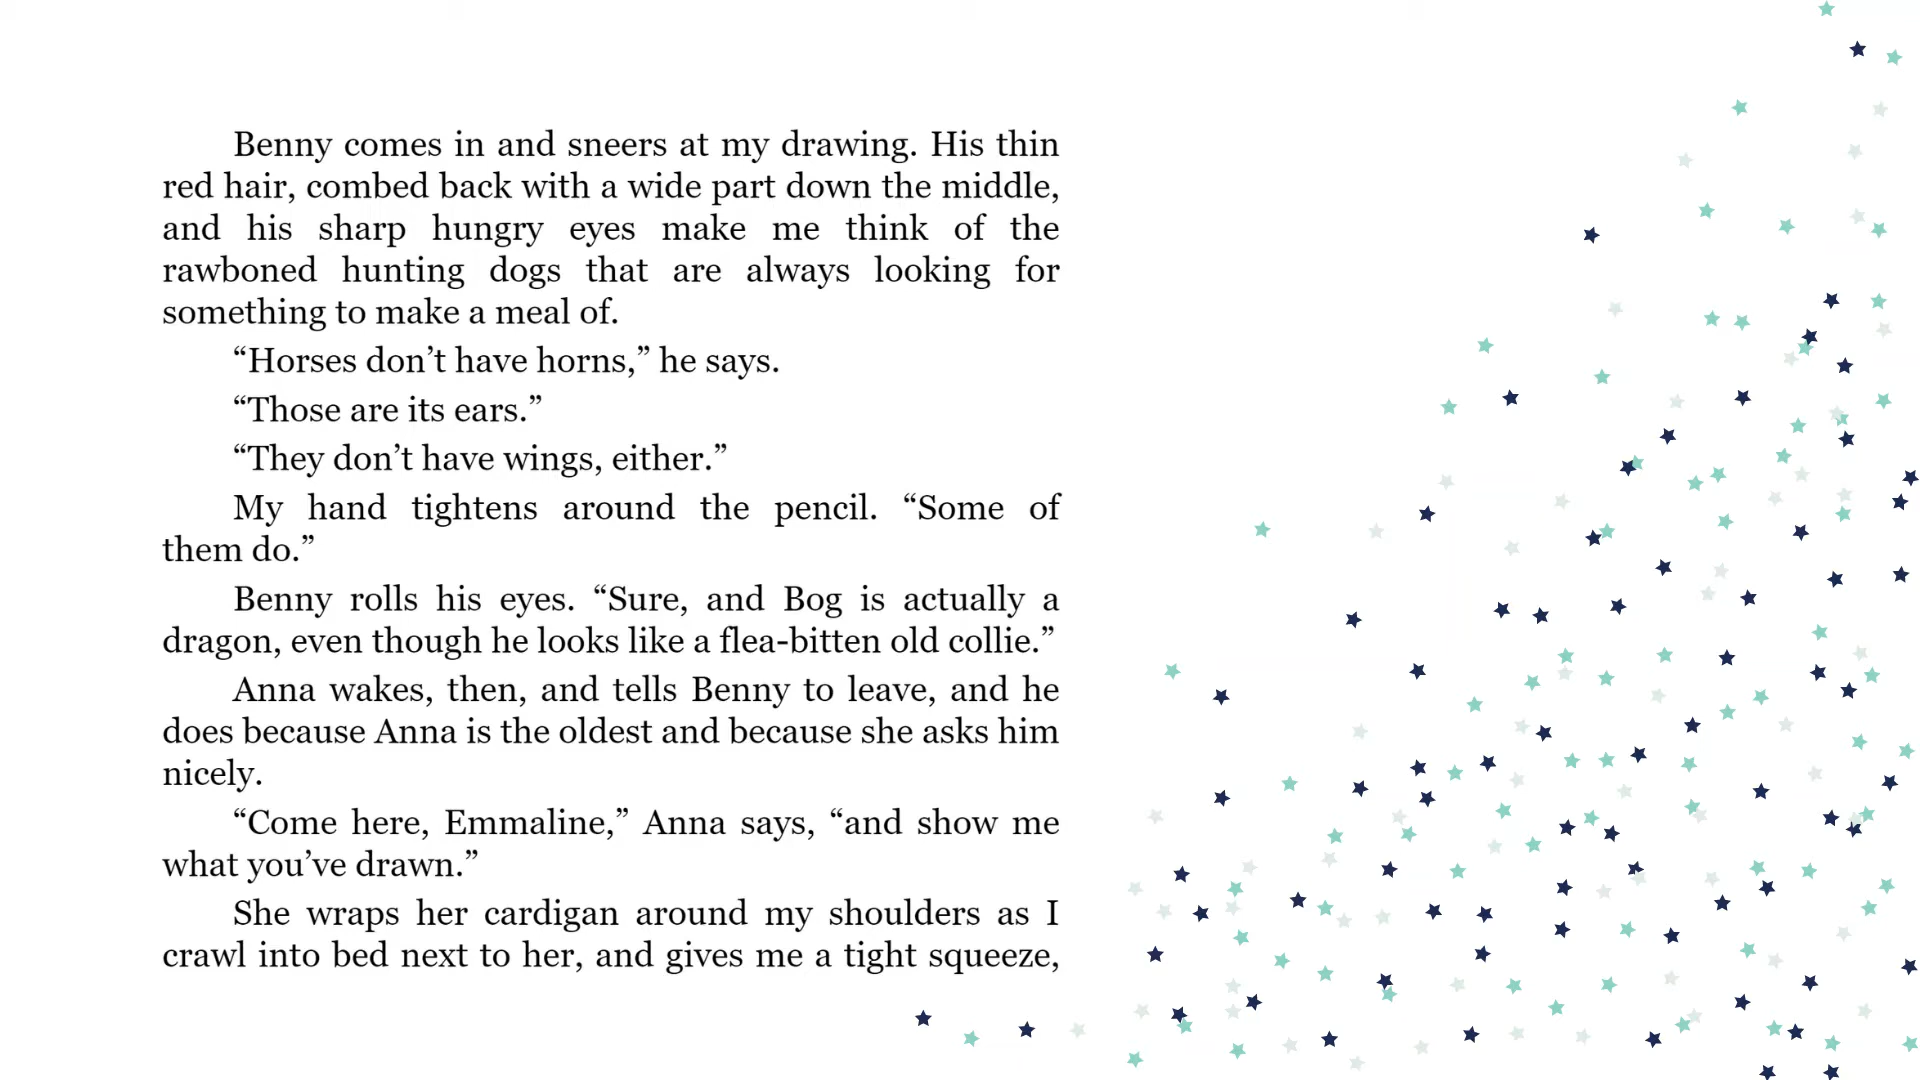 Benny comes in and sneers at my drawing. His thin
red hair, combed back with a wide part down the middle,
and his sharp hungry eyes make me think of the
rawboned hunting dogs that are always looking for
something to make a meal of.
“Horses don’t have horns,” he says.
“Those are its ears.”
“They don’t have wings, either.”
My hand tightens around the pencil. “Some of
them do.”
Benny rolls his eyes. “Sure, and Bog is actually a
dragon, even though he looks like a flea-bitten old collie.”
Anna wakes, then, and tells Benny to leave, and he
does because Anna is the oldest and because she asks him
nicely.
“Come here, Emmaline,” Anna says, “and show me
what you’ve drawn.”
She wraps her cardigan around my shoulders as I
crawl into bed next to her, and gives me a tight squeeze,